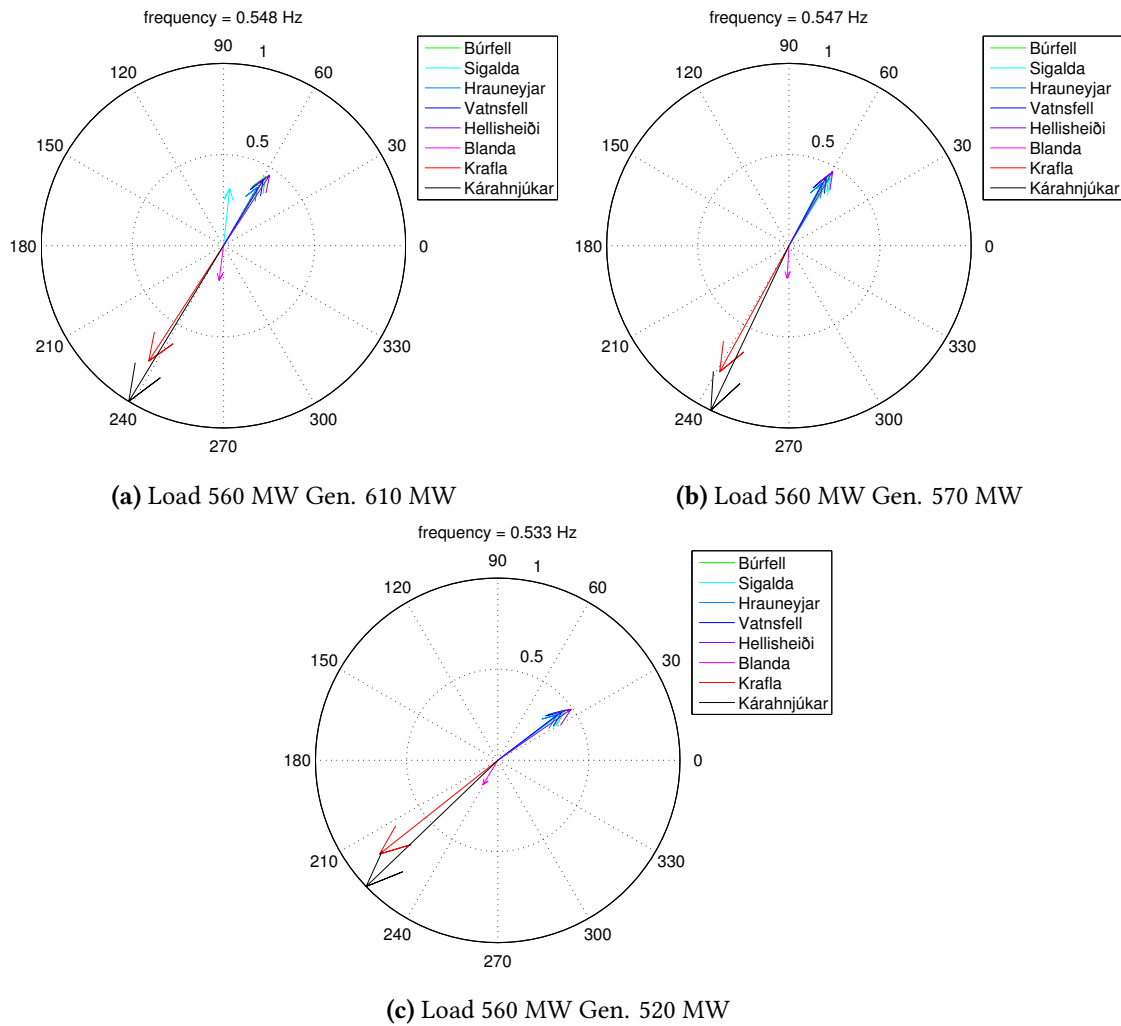 frequency = 0.548 Hz
90
1
120
60
0.5
150
30
180
0
210
330
240
300
270
Búrfell
Sigalda
Hrauneyjar
Vatnsfell
Hellisheiði
Blanda
Krafla
Kárahnjúkar
(a) Load 560 MW Gen. 610 MW
frequency = 0.547 Hz
90
1
120
60
0.5
150
30
180
0
210
330
240
300
270
Búrfell
Sigalda
Hrauneyjar
Vatnsfell
Hellisheiði
Blanda
Krafla
Kárahnjúkar
(b) Load 560 MW Gen. 570 MW
frequency = 0.533 Hz
90
1
120
60
0.5
150
30
180
0
210
330
240
300
270
Búrfell
Sigalda
Hrauneyjar
Vatnsfell
Hellisheiði
Blanda
Krafla
Kárahnjúkar
(c) Load 560 MW Gen. 520 MW